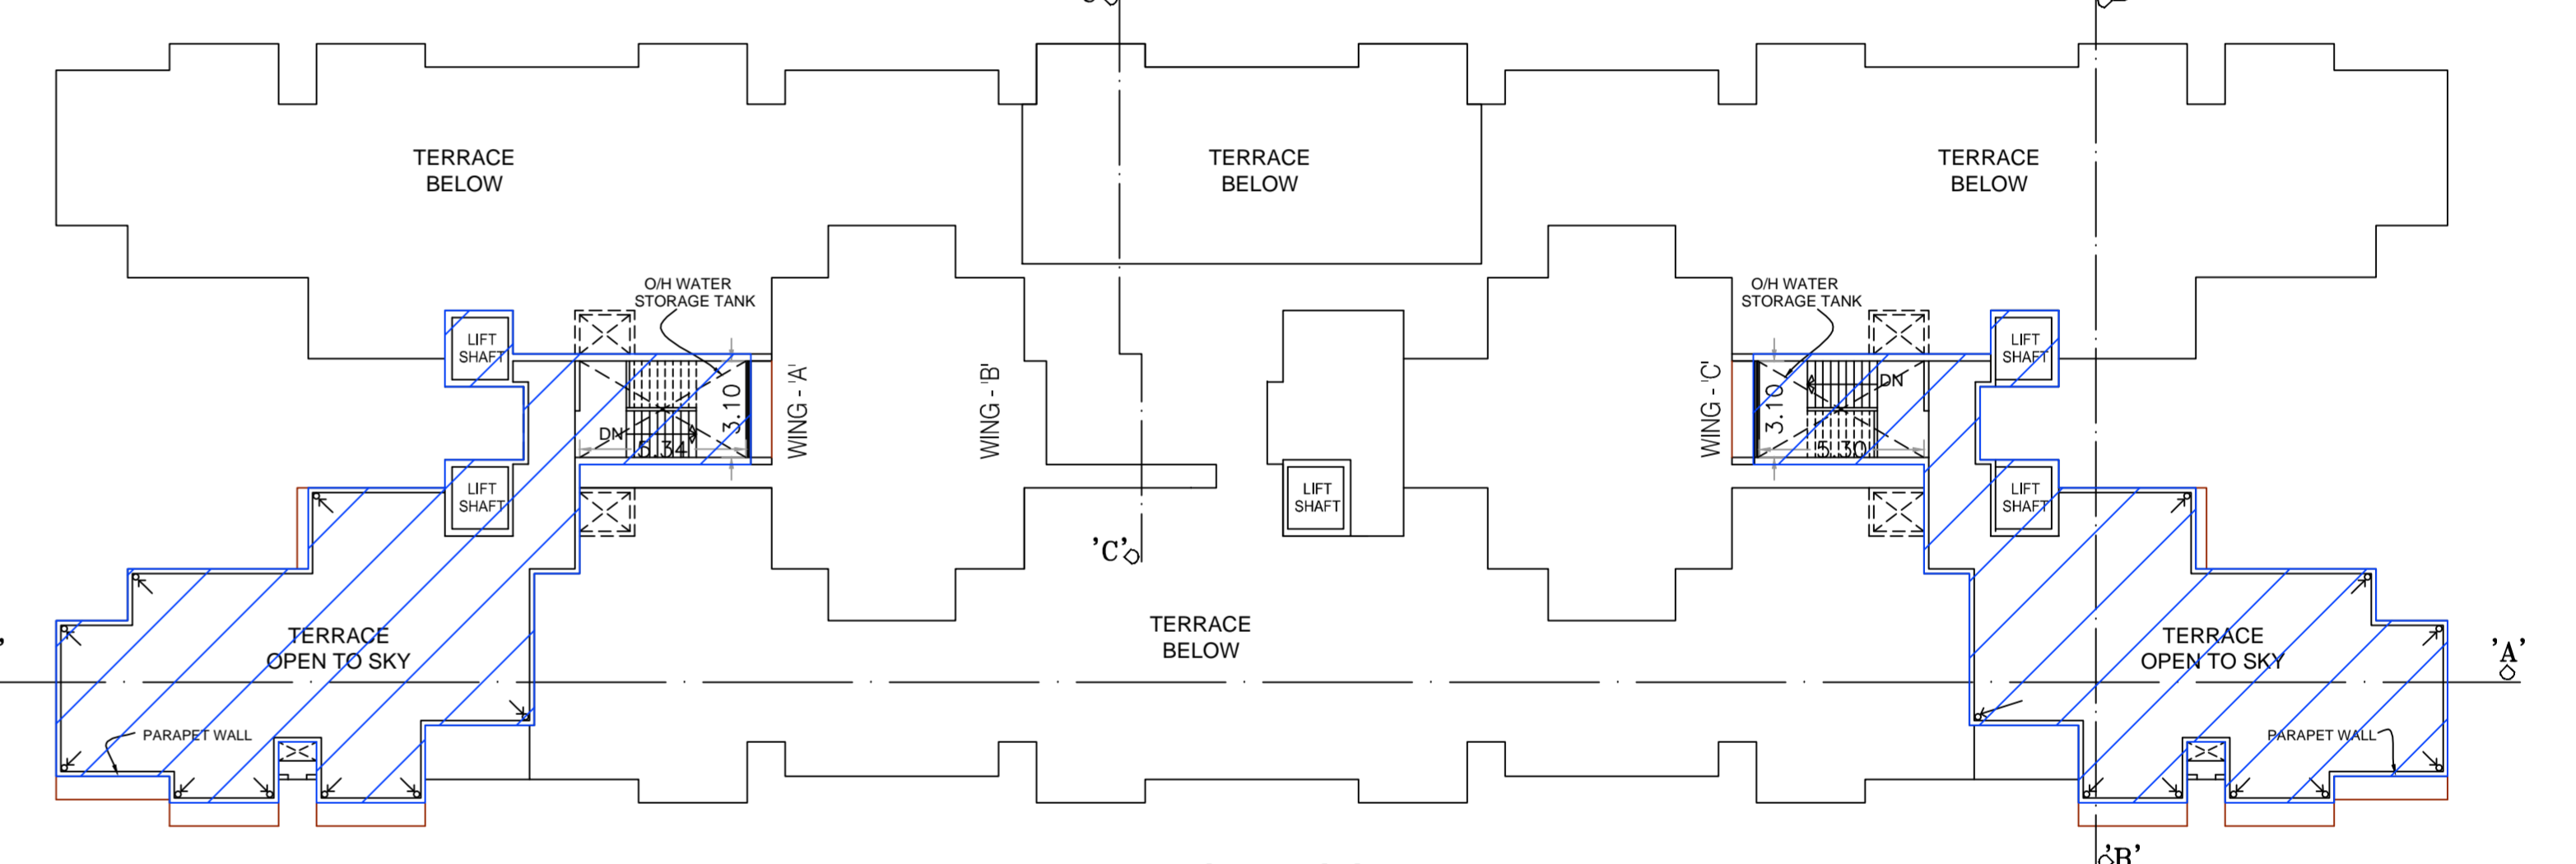 TERRACE
BELOW
TERRACE
BELOW
TERRACE
BELOW
O/H WATER
STORAGE TANK
O/H WATER
STORAGE TANK
LIFT
SHAFT
LIFT
SHAFT
3.10
DN
5.34
WING - 'A'
WING - 'B'
WING - 'C'
3.10
DN
5.30
LIFT
SHAFT
LIFT
SHAFT
LIFT
SHAFT
'C'
TERRACE
OPEN TO SKY
TERRACE
BELOW
TERRACE
OPEN TO SKY
'A'
PARAPET WALL
PARAPET WALL
'B'